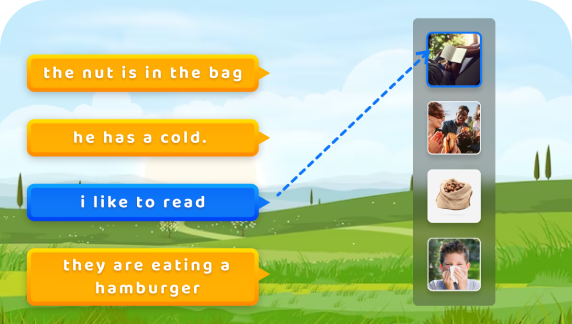 the nut is in the bag
he has a cold.
i like to read
they are eating a
hamburger